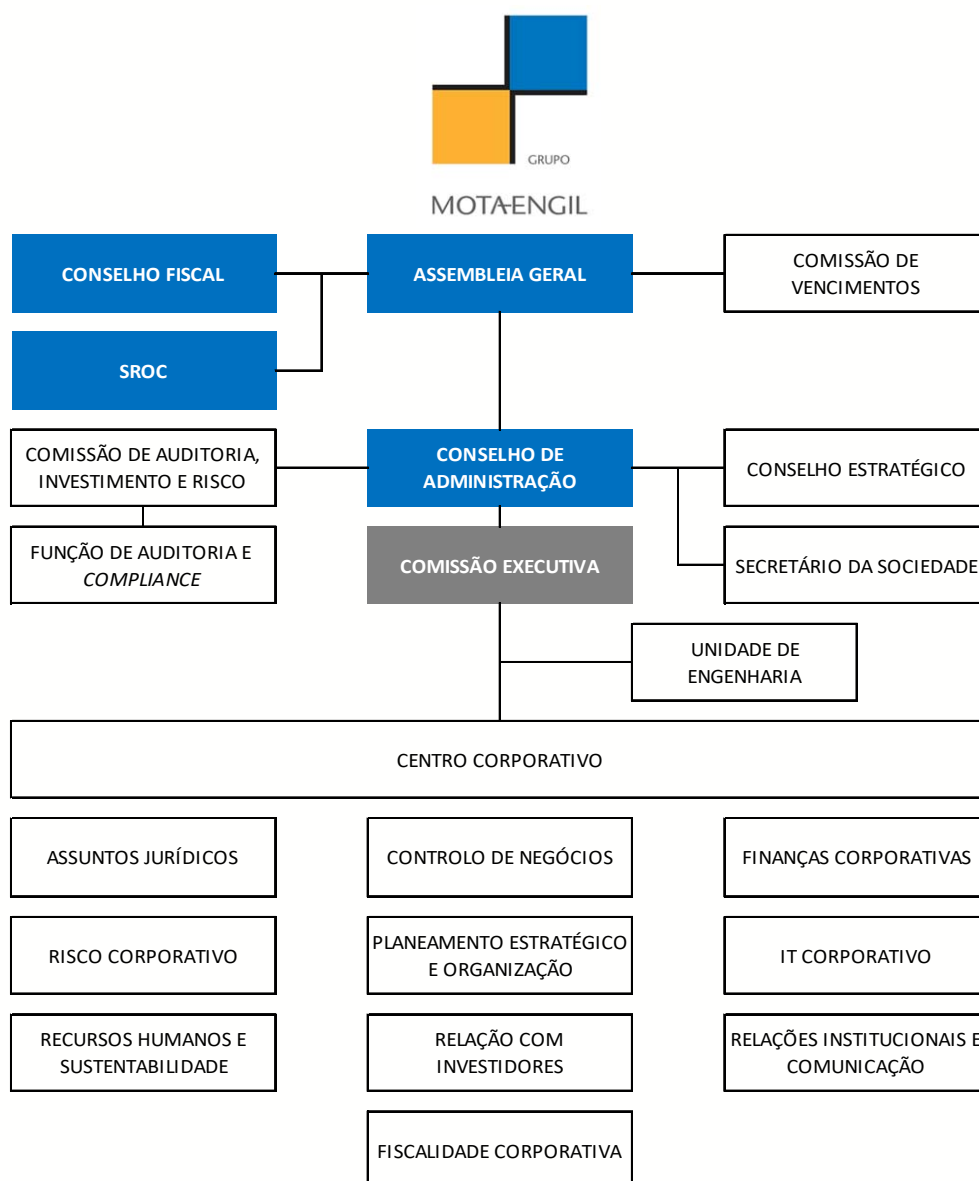 GRUPO
MOTA-ENGIL
CONSELHO FISCAL
ASSEMBLEIA GERAL
COMISSÃO DE
VENCIMENTOS
SROC
COMISSÃO DE AUDITORIA,
INVESTIMENTO E RISCO
CONSELHO DE
ADMINISTRAÇÃO
CONSELHO ESTRATÉGICO
FUNÇÃO DE AUDITORIA E
COMPLIANCE
COMISSÃO EXECUTIVA
SECRETÁRIO DA SOCIEDADE
UNIDADE DE
ENGENHARIA
CENTRO CORPORATIVO
ASSUNTOS JURÍDICOS
CONTROLO DE NEGÓCIOS
FINANÇAS CORPORATIVAS
RISCO CORPORATIVO
PLANEAMENTO ESTRATÉGICO
E ORGANIZAÇÃO
IT CORPORATIVO
RECURSOS HUMANOS E
SUSTENTABILIDADE
RELAÇÃO COM
INVESTIDORES
RELAÇÕES INSTITUCIONAIS E
COMUNICAÇÃO
FISCALIDADE CORPORATIVA